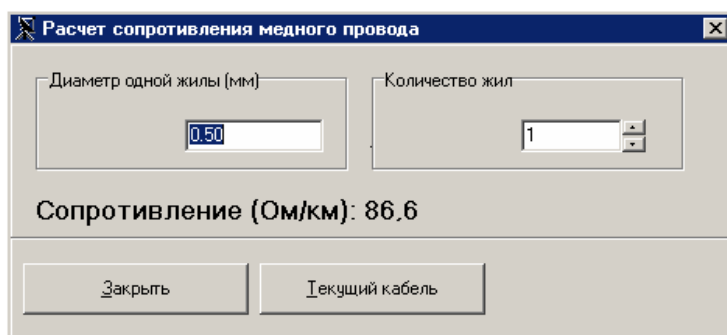 Расчет сопротивления медного провода
Диаметр одной жилы (мм)
Количество жил
0.50
1
Сопротивление (Ом/км): 86,6
Закрыть
Текущий кабель